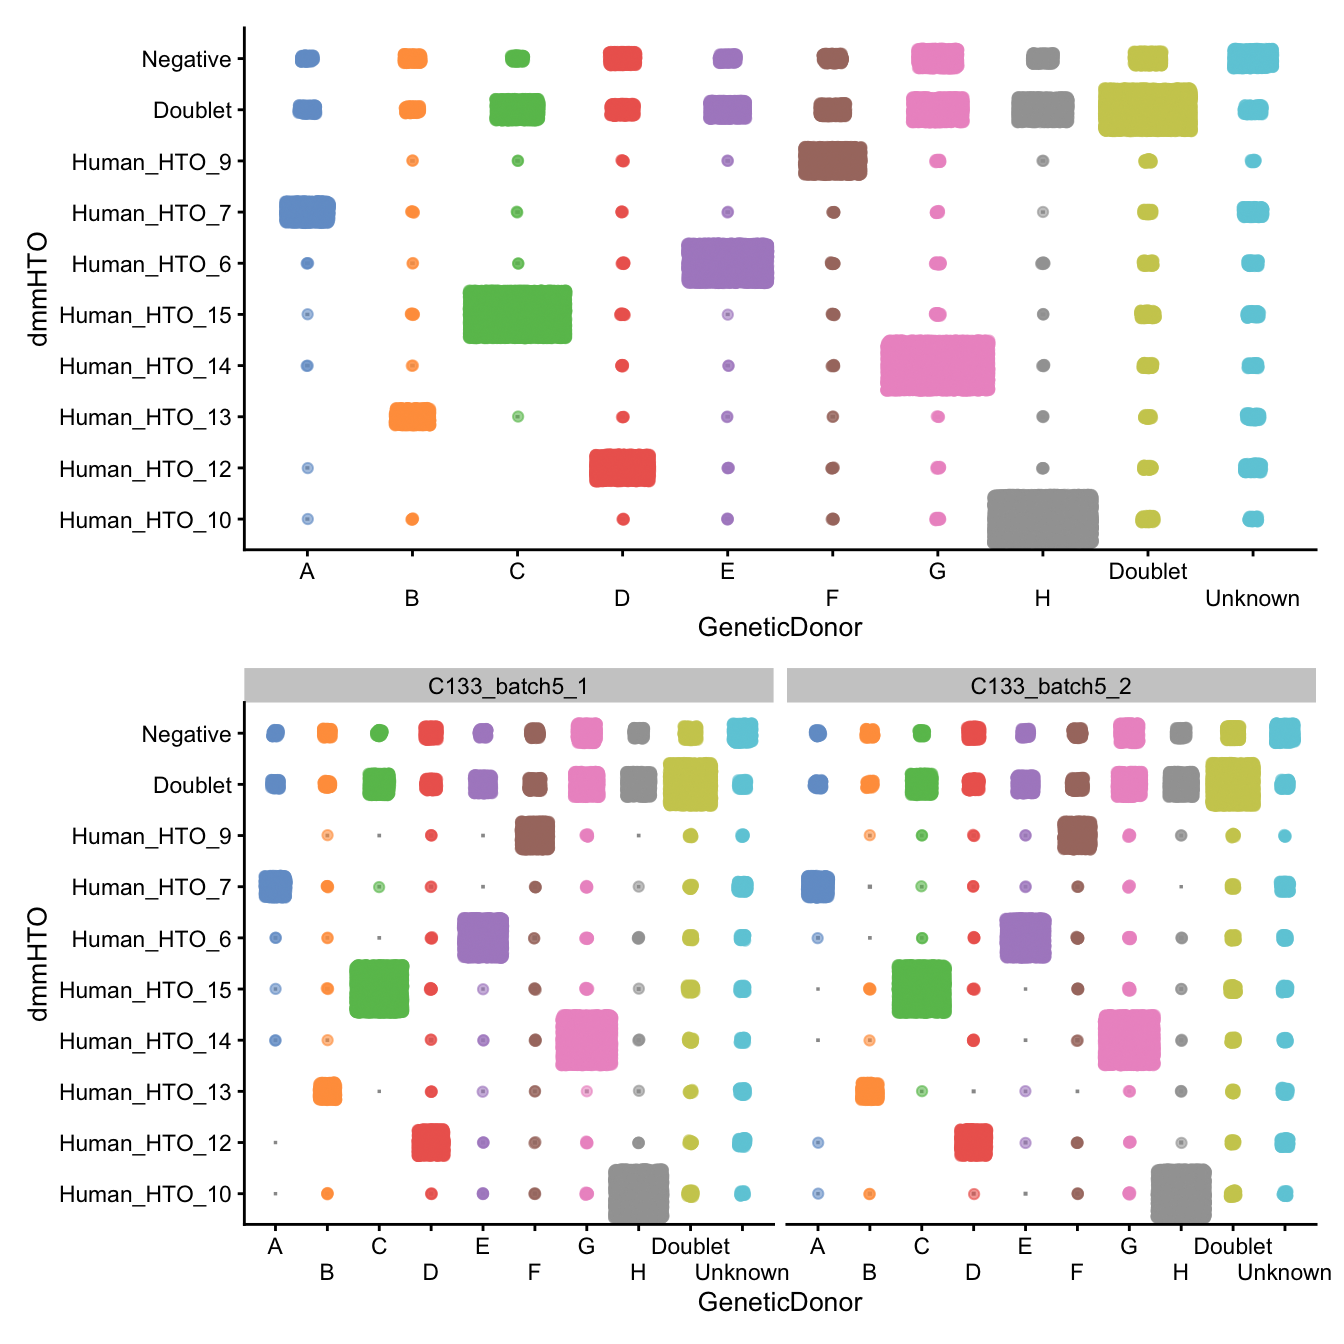 Negative
Doublet
Human_HTO_9
Human_HTO_7
Human_HTO_6
Human_HTO_15
Human_HTO_14
Human_HTO_13
Human_HTO_12
Human_HTO_10
dmmHTO
A C E G Doublet
B D F H Unknown
GeneticDonor
C133_batch5_1 C133_batch5_2
Negative
Doublet
Human_HTO_9
Human_HTO_7
Human_HTO_6
Human_HTO_15
Human_HTO_14
Human_HTO_13
Human_HTO_12
Human_HTO_10
dmmHTO
A C E G Doublet A C E G Doublet
B D F H Unknown B D F H Unknown
GeneticDonor